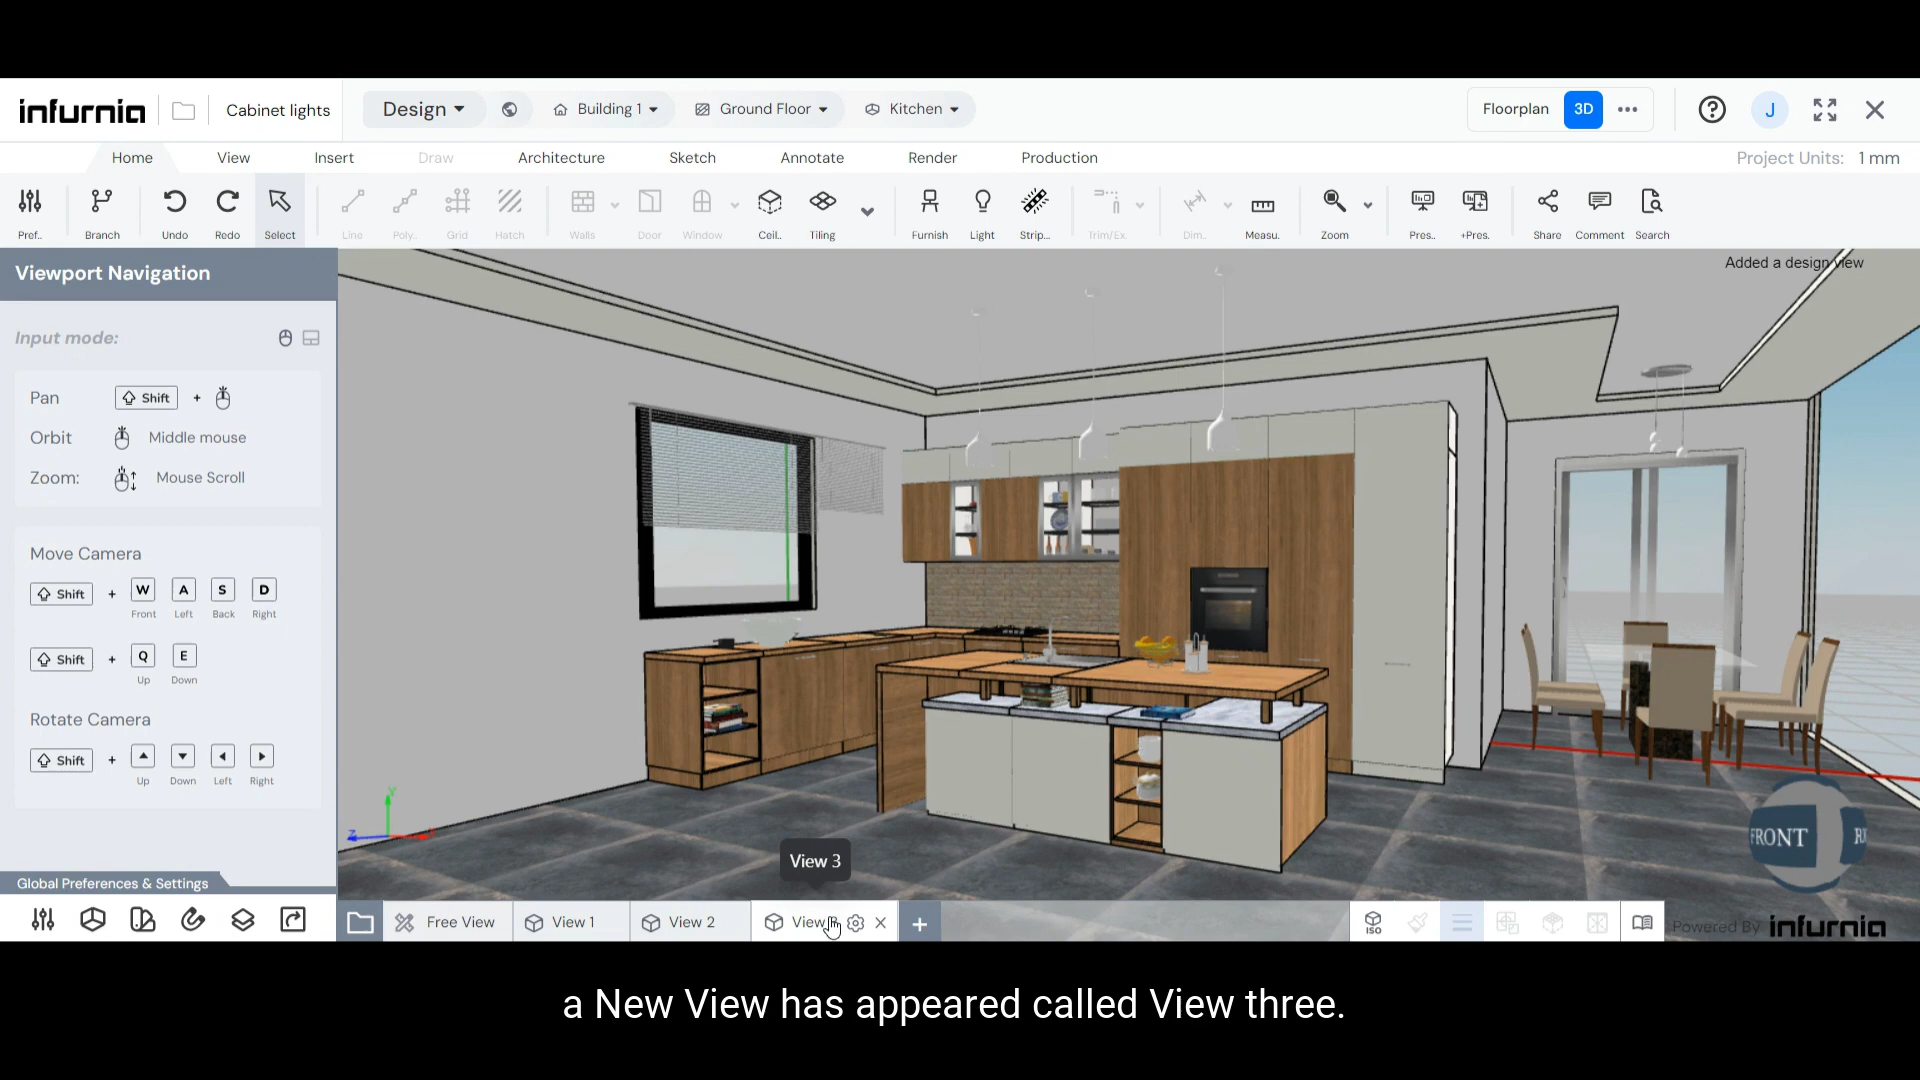 infurnia
Cabinet lights
Design
Building 1
Ground Floor
Kitchen
Floorplan
3D
J
Home
View
Insert
Draw
Architecture
Sketch
Annotate
Render
Production
Project Units: 1 mm
Pref..
Branch
Undo
Redo
Select
Line
Poly..
Grid
Hatch
Walls
Door
Window
Ceil..
Tiling
Furnish
Light
Strip...
Trim/Ex.
Dim..
Measu.
Zoom
Pres..
+Pres.
Share
Comment
Search
Viewport Navigation
Added a design view
Input mode:
Pan
Shift +
Orbit
Middle mouse
Zoom:
Mouse Scroll
Move Camera
Shift + W A S D
Front Left Back Right
Shift + Q E
Up Down
Rotate Camera
Shift +
Up Down Left Right
Y
Z
FRONT
View 3
Global Preferences & Settings
Free View
View 1
View 2
View
+
ISO
Powered By infurnia
a New View has appeared called View three.